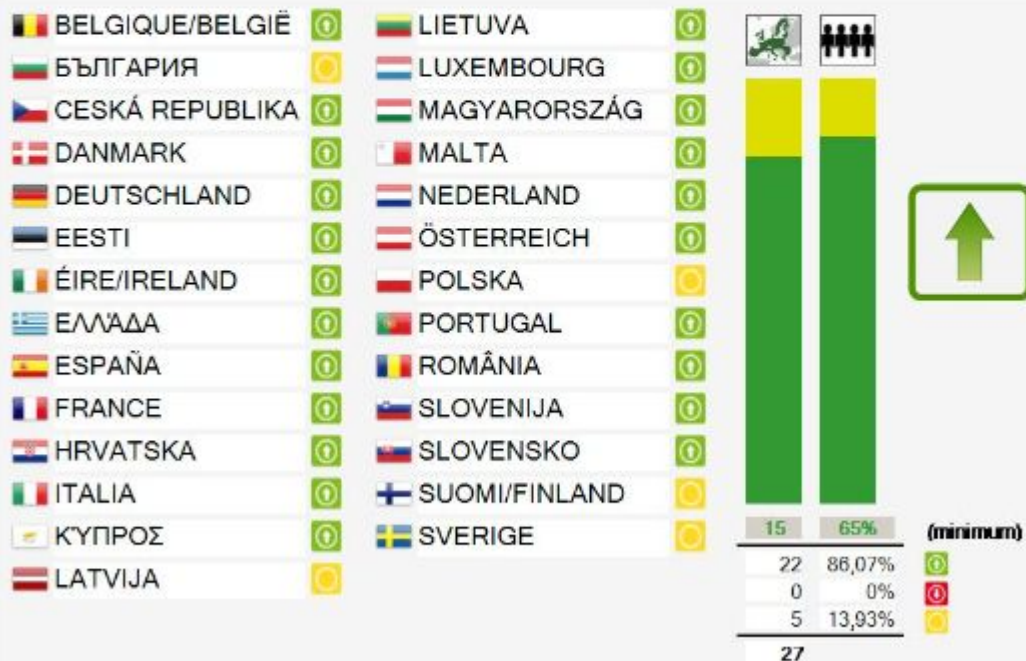 BELGIQUE/BELGIË
БЪЛГАРИЯ
CESKÁ REPUBLIKA
DANMARK
DEUTSCHLAND
EESTI
ÉIRE/IRELAND
ΕΛΛΆΔΑ
ESPAÑA
FRANCE
HRVATSKA
ITALIA
ΚΎΠΡΟΣ
LATVIJA
LIETUVA
LUXEMBOURG
MAGYARORSZÁG
MALTA
NEDERLAND
ÖSTERREICH
POLSKA
PORTUGAL
ROMÂNIA
SLOVENIJA
SLOVENSKO
SUOMI/FINLAND
SVERIGE
15 65% (minimum)
22 86,07%
0 0%
5 13,93%
27